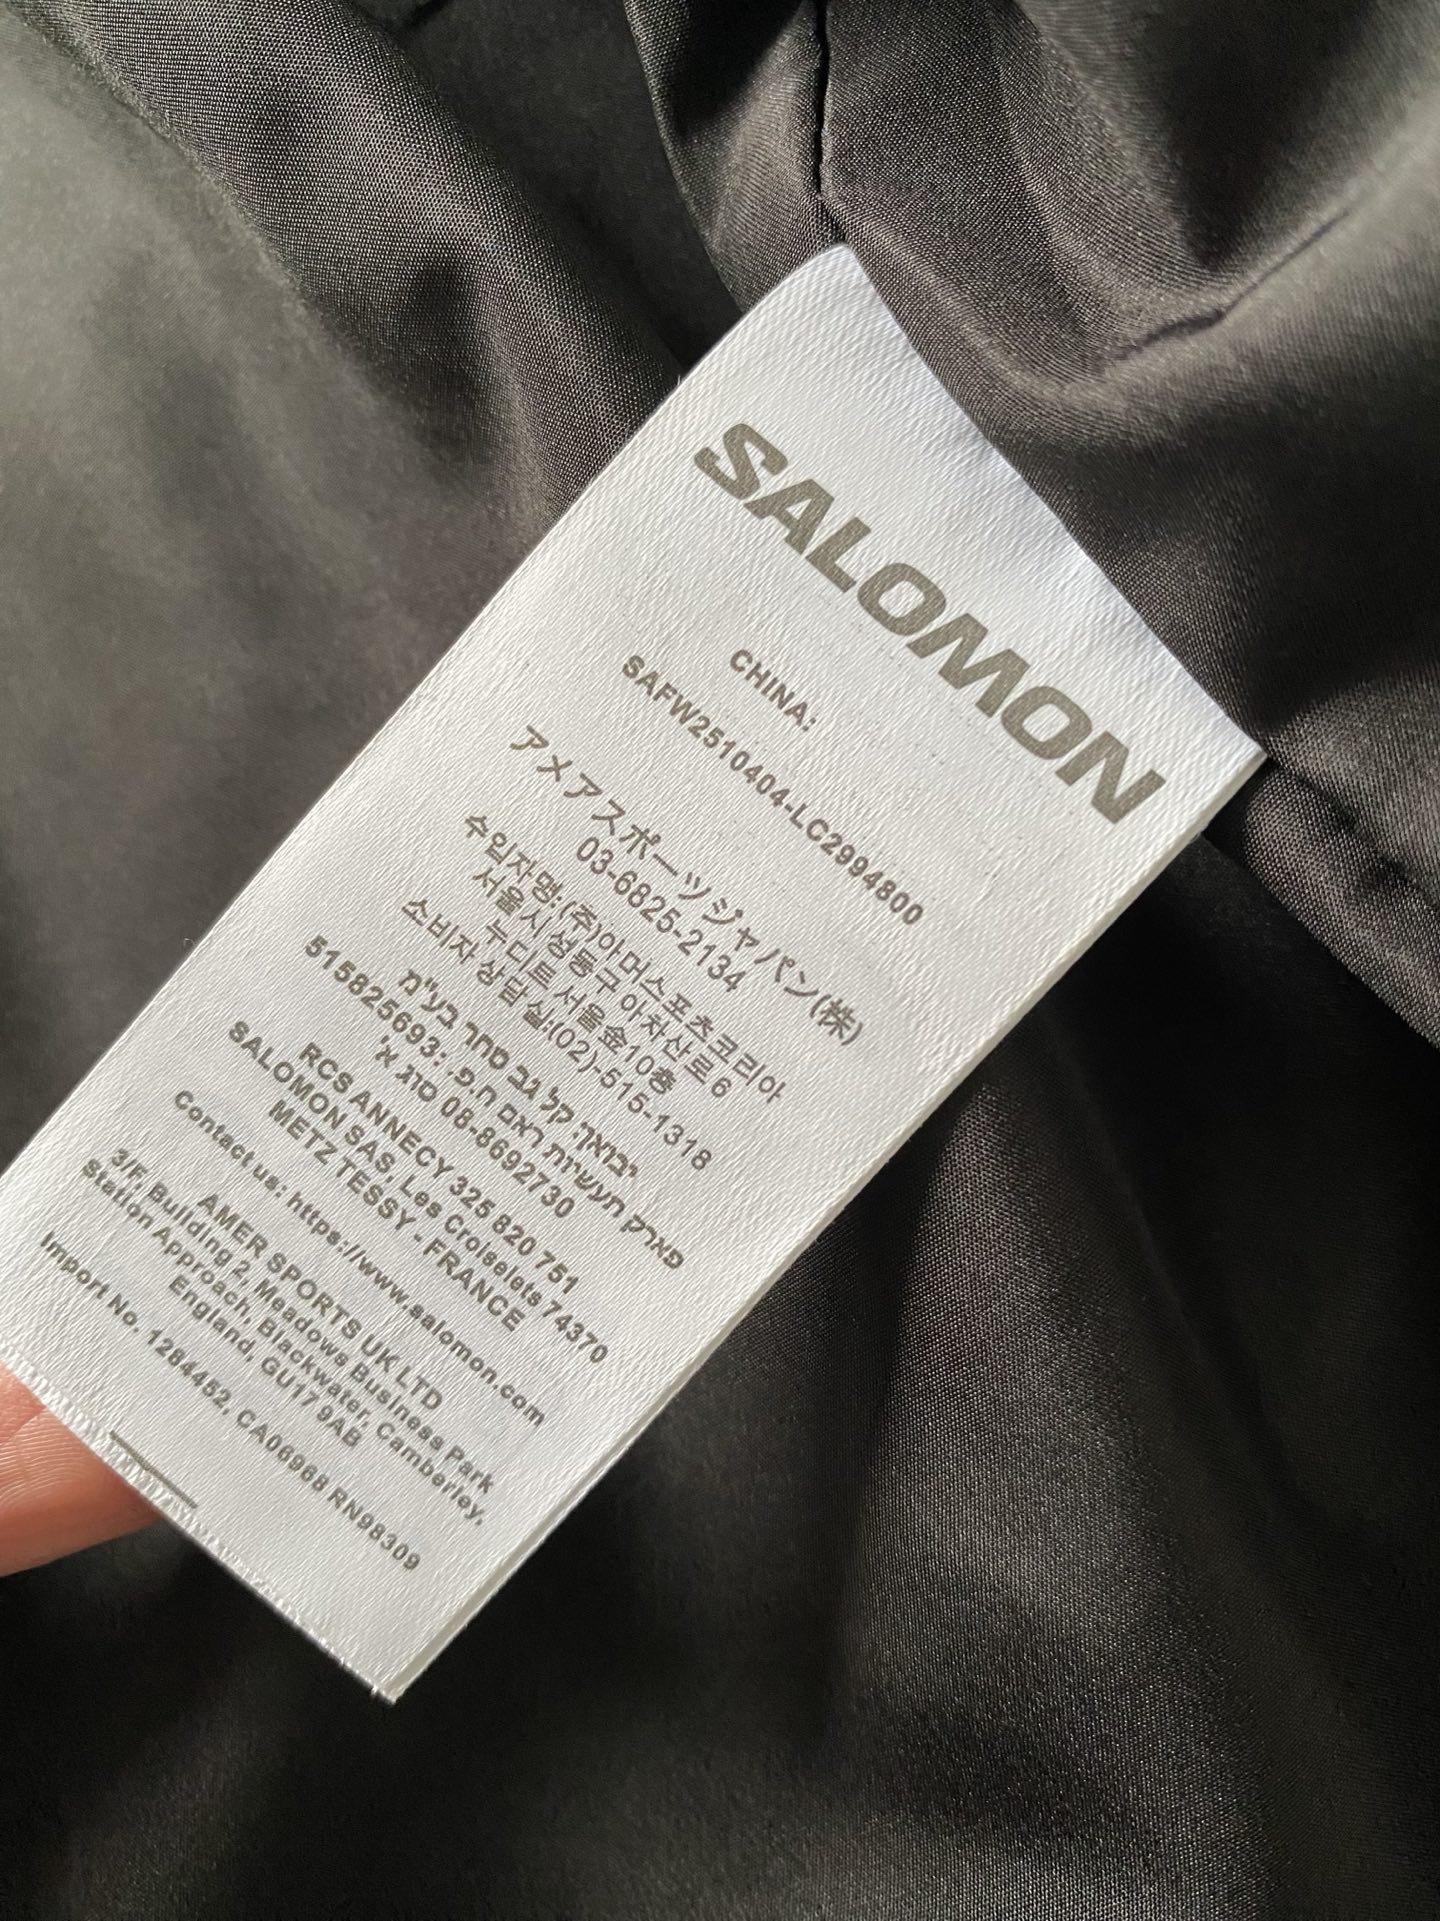 SALOMON
CHINA:
SAFW2510404-LC2994800
アメアスポーツジャパン(株)
03-6825-2134
수입자명:(주)아머스포츠코리아
서울시성동구아차산로6
누디트 서울숲10층
소비자 상담실:(02)-515-1318
יבואן: קל גב סחר בע"מ
פארק תעשיות ראם ח.פ.: 515825693
08-8692730 סוג א'
RCS ANNECY 325 820 751
SALOMON SAS, Les Croiselets 74370
METZ TESSY - FRANCE
Contact us: https://www.salomon.com
AMER SPORTS UK LTD
3/F, Building 2, Meadows Business Park
Station Approach, Blackwater, Camberley,
England, GU17 9AB
Import No. 1284452, CA06968 RN98309